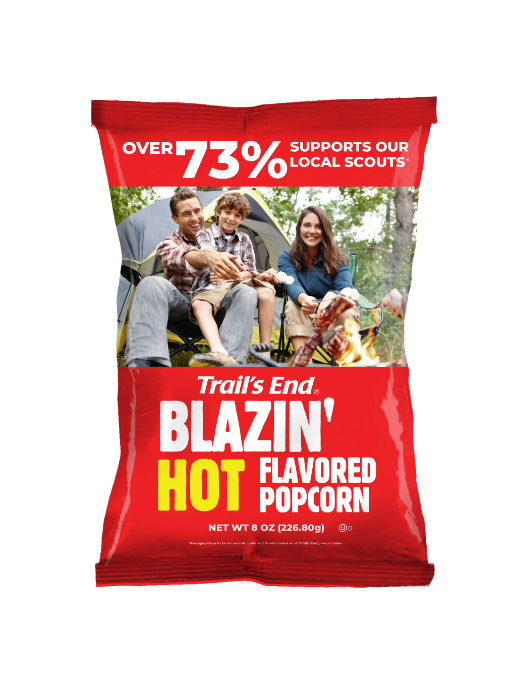 OVER 73% SUPPORTS OUR
LOCAL SCOUTS*
Trail's End®
BLAZIN'
HOT FLAVORED
POPCORN
NET WT 8 OZ (226.80g) Ⓤ D